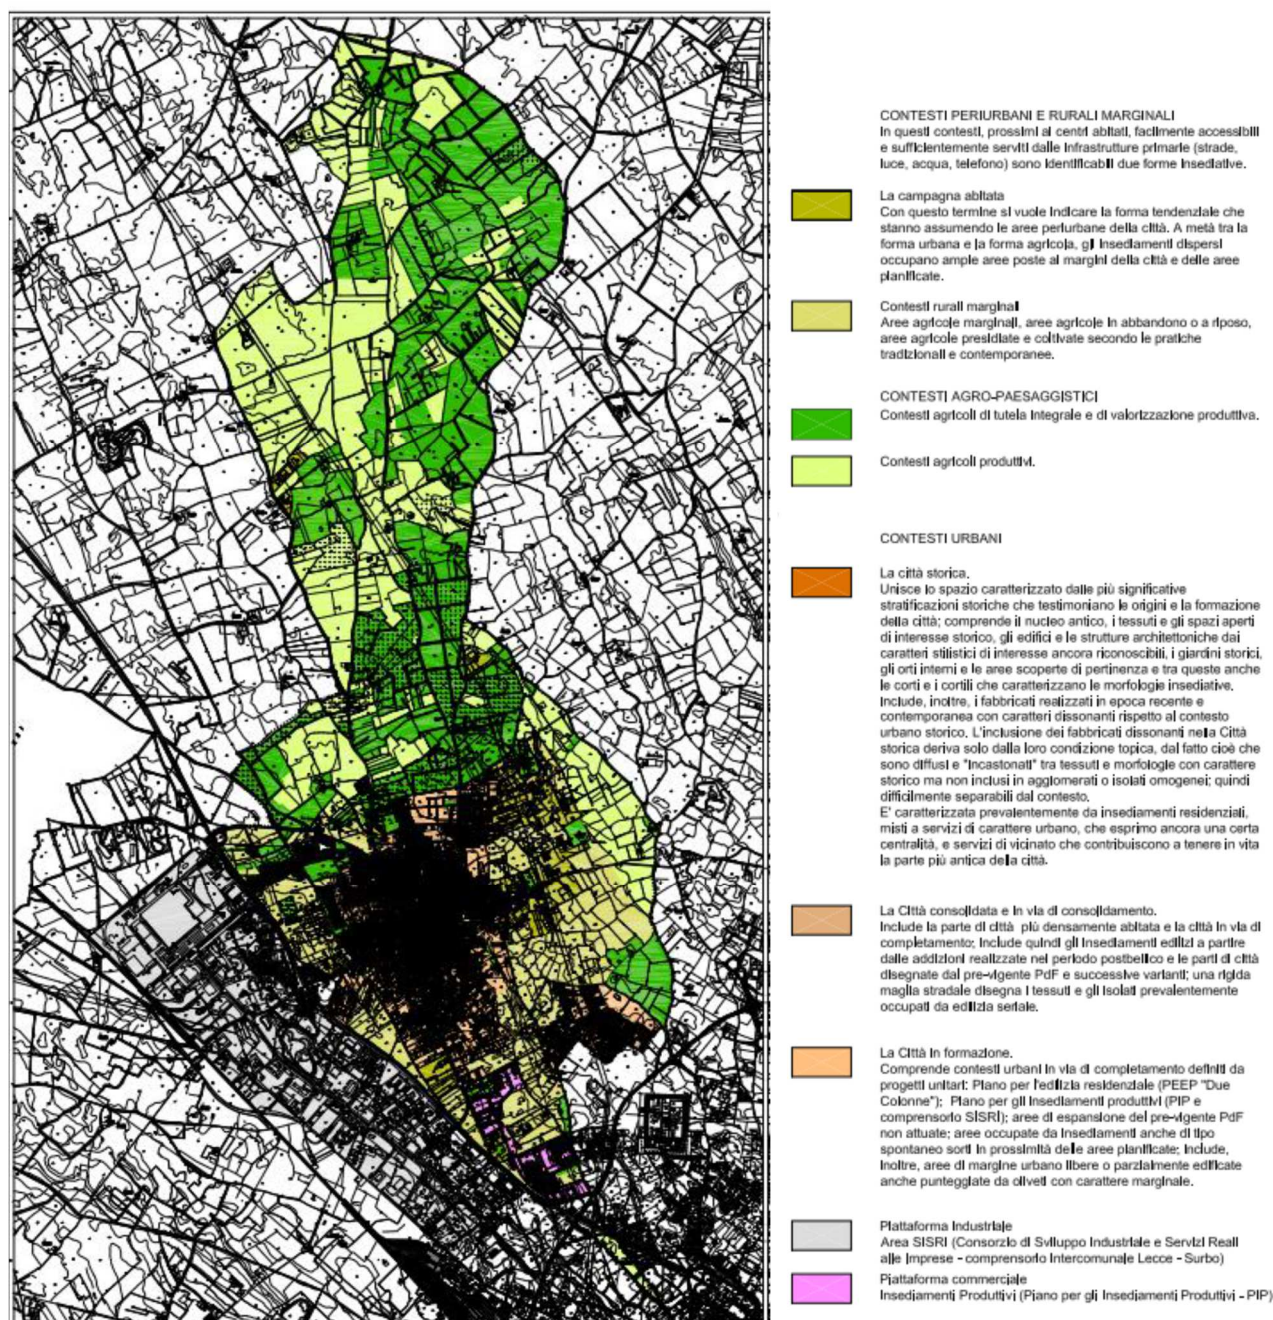 CONTESTI PERIURBANI E RURALI MARGINALI
In questi contesti, prossimi ai centri abitati, facilmente accessibili
e sufficientemente serviti dalle infrastrutture primarie (strade,
luce, acqua, telefono) sono identificabili due forme insediative.
La campagna abitata
Con questo termine si vuole indicare la forma tendenziale che
stanno assumendo le aree periurbane della città. A metà tra la
forma urbana e la forma agricola, gli insediamenti dispersi
occupano ampie aree poste ai margini della città e delle aree
pianificate.
Contesti rurali marginali
Aree agricole marginali, aree agricole in abbandono o a riposo,
aree agricole presidiate e coltivate secondo le pratiche
tradizionali e contemporanee.
CONTESTI AGRO-PAESAGGISTICI
Contesti agricoli di tutela integrale e di valorizzazione produttiva.
Contesti agricoli produttivi.
CONTESTI URBANI
La città storica.
Unisce lo spazio caratterizzato dalle più significative
stratificazioni storiche che testimoniano le origini e la formazione
della città; comprende il nucleo antico, i tessuti e gli spazi aperti
di interesse storico, gli edifici e le strutture architettoniche dai
caratteri stilistici di interesse ancora riconoscibili, i giardini storici,
gli orti interni e le aree scoperte di pertinenza e tra queste anche
le corti e i cortili che caratterizzano le morfologie insediative.
Include, inoltre, i fabbricati realizzati in epoca recente e
contemporanea con caratteri dissonanti rispetto al contesto
urbano storico. L'inclusione dei fabbricati dissonanti nella Città
storica deriva solo dalla loro condizione topica, dal fatto cioè che
sono diffusi e "incastonati" tra tessuti e morfologie con carattere
storico ma non inclusi in agglomerati o isolati omogenei; quindi
difficilmente separabili dal contesto.
E' caratterizzata prevalentemente da insediamenti residenziali,
misti a servizi di carattere urbano, che esprimo ancora una certa
centralità, e servizi di vicinato che contribuiscono a tenere in vita
la parte più antica della città.
La Città consolidata e in via di consolidamento.
Include la parte di città più densamente abitata e la città in via di
completamento; include quindi gli insediamenti edilizi a partire
dalle addizioni realizzate nel periodo postbellico e le parti di città
disegnate dal pre-vigente PdF e successive varianti; una rigida
maglia stradale disegna i tessuti e gli isolati prevalentemente
occupati da edilizia seriale.
La Città in formazione.
Comprende contesti urbani in via di completamento definiti da
progetti unitari: Piano per l'edilizia residenziale (PEEP "Due
Colonne"); Piano per gli insediamenti produttivi (PIP e
comprensorio SISRI); aree di espansione del pre-vigente PdF
non attuate; aree occupate da insediamenti anche di tipo
spontaneo sorti in prossimità delle aree pianificate; include,
inoltre, aree di margine urbano libere o parzialmente edificate
anche punteggiate da oliveti con carattere marginale.
Piattaforma industriale
Area SISRI (Consorzio di Sviluppo Industriale e Servizi Reali
alle Imprese - comprensorio intercomunale Lecce - Surbo)
Piattaforma commerciale
Insediamenti Produttivi (Piano per gli Insediamenti Produttivi - PIP)